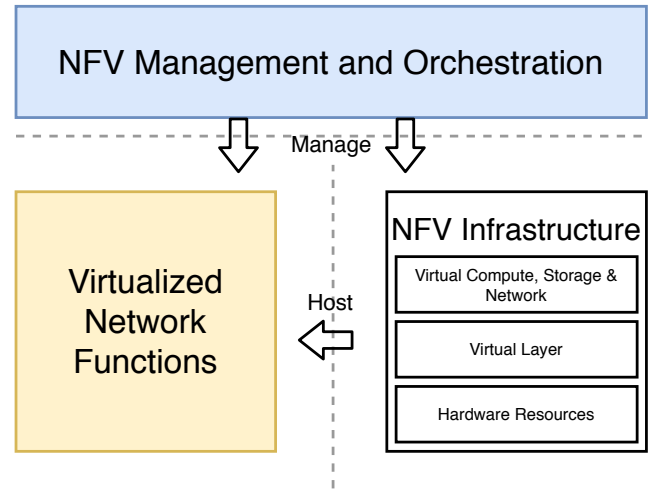 NFV Management and Orchestration
Manage
Virtualized
Network
Functions
Host
NFV Infrastructure
Virtual Compute, Storage &
Network
Virtual Layer
Hardware Resources